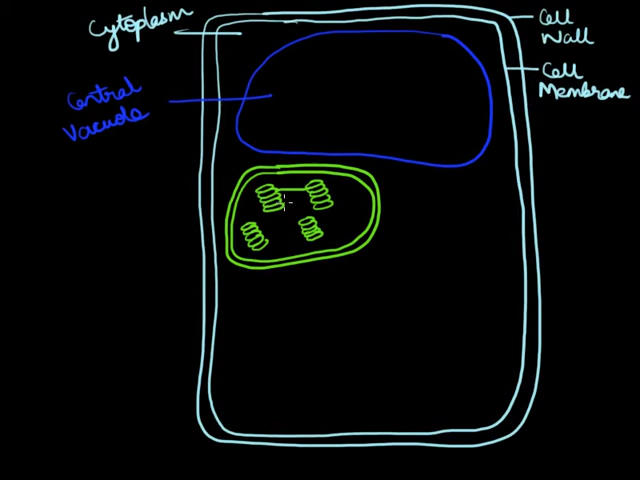 Cytoplasm
Cell
Wall
Cell
Membrane
Central
Vacuole